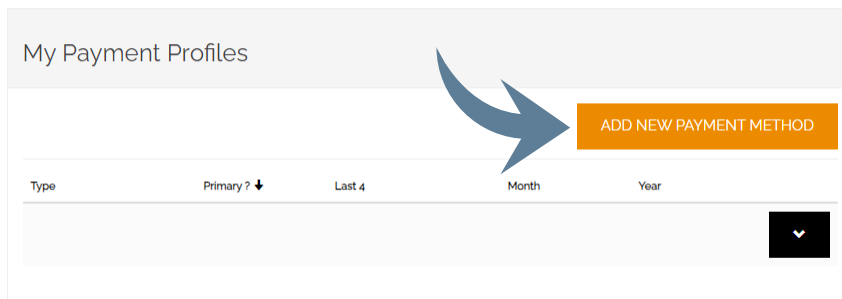 My Payment Profiles
ADD NEW PAYMENT METHOD
Type Primary ? Last 4 Month Year